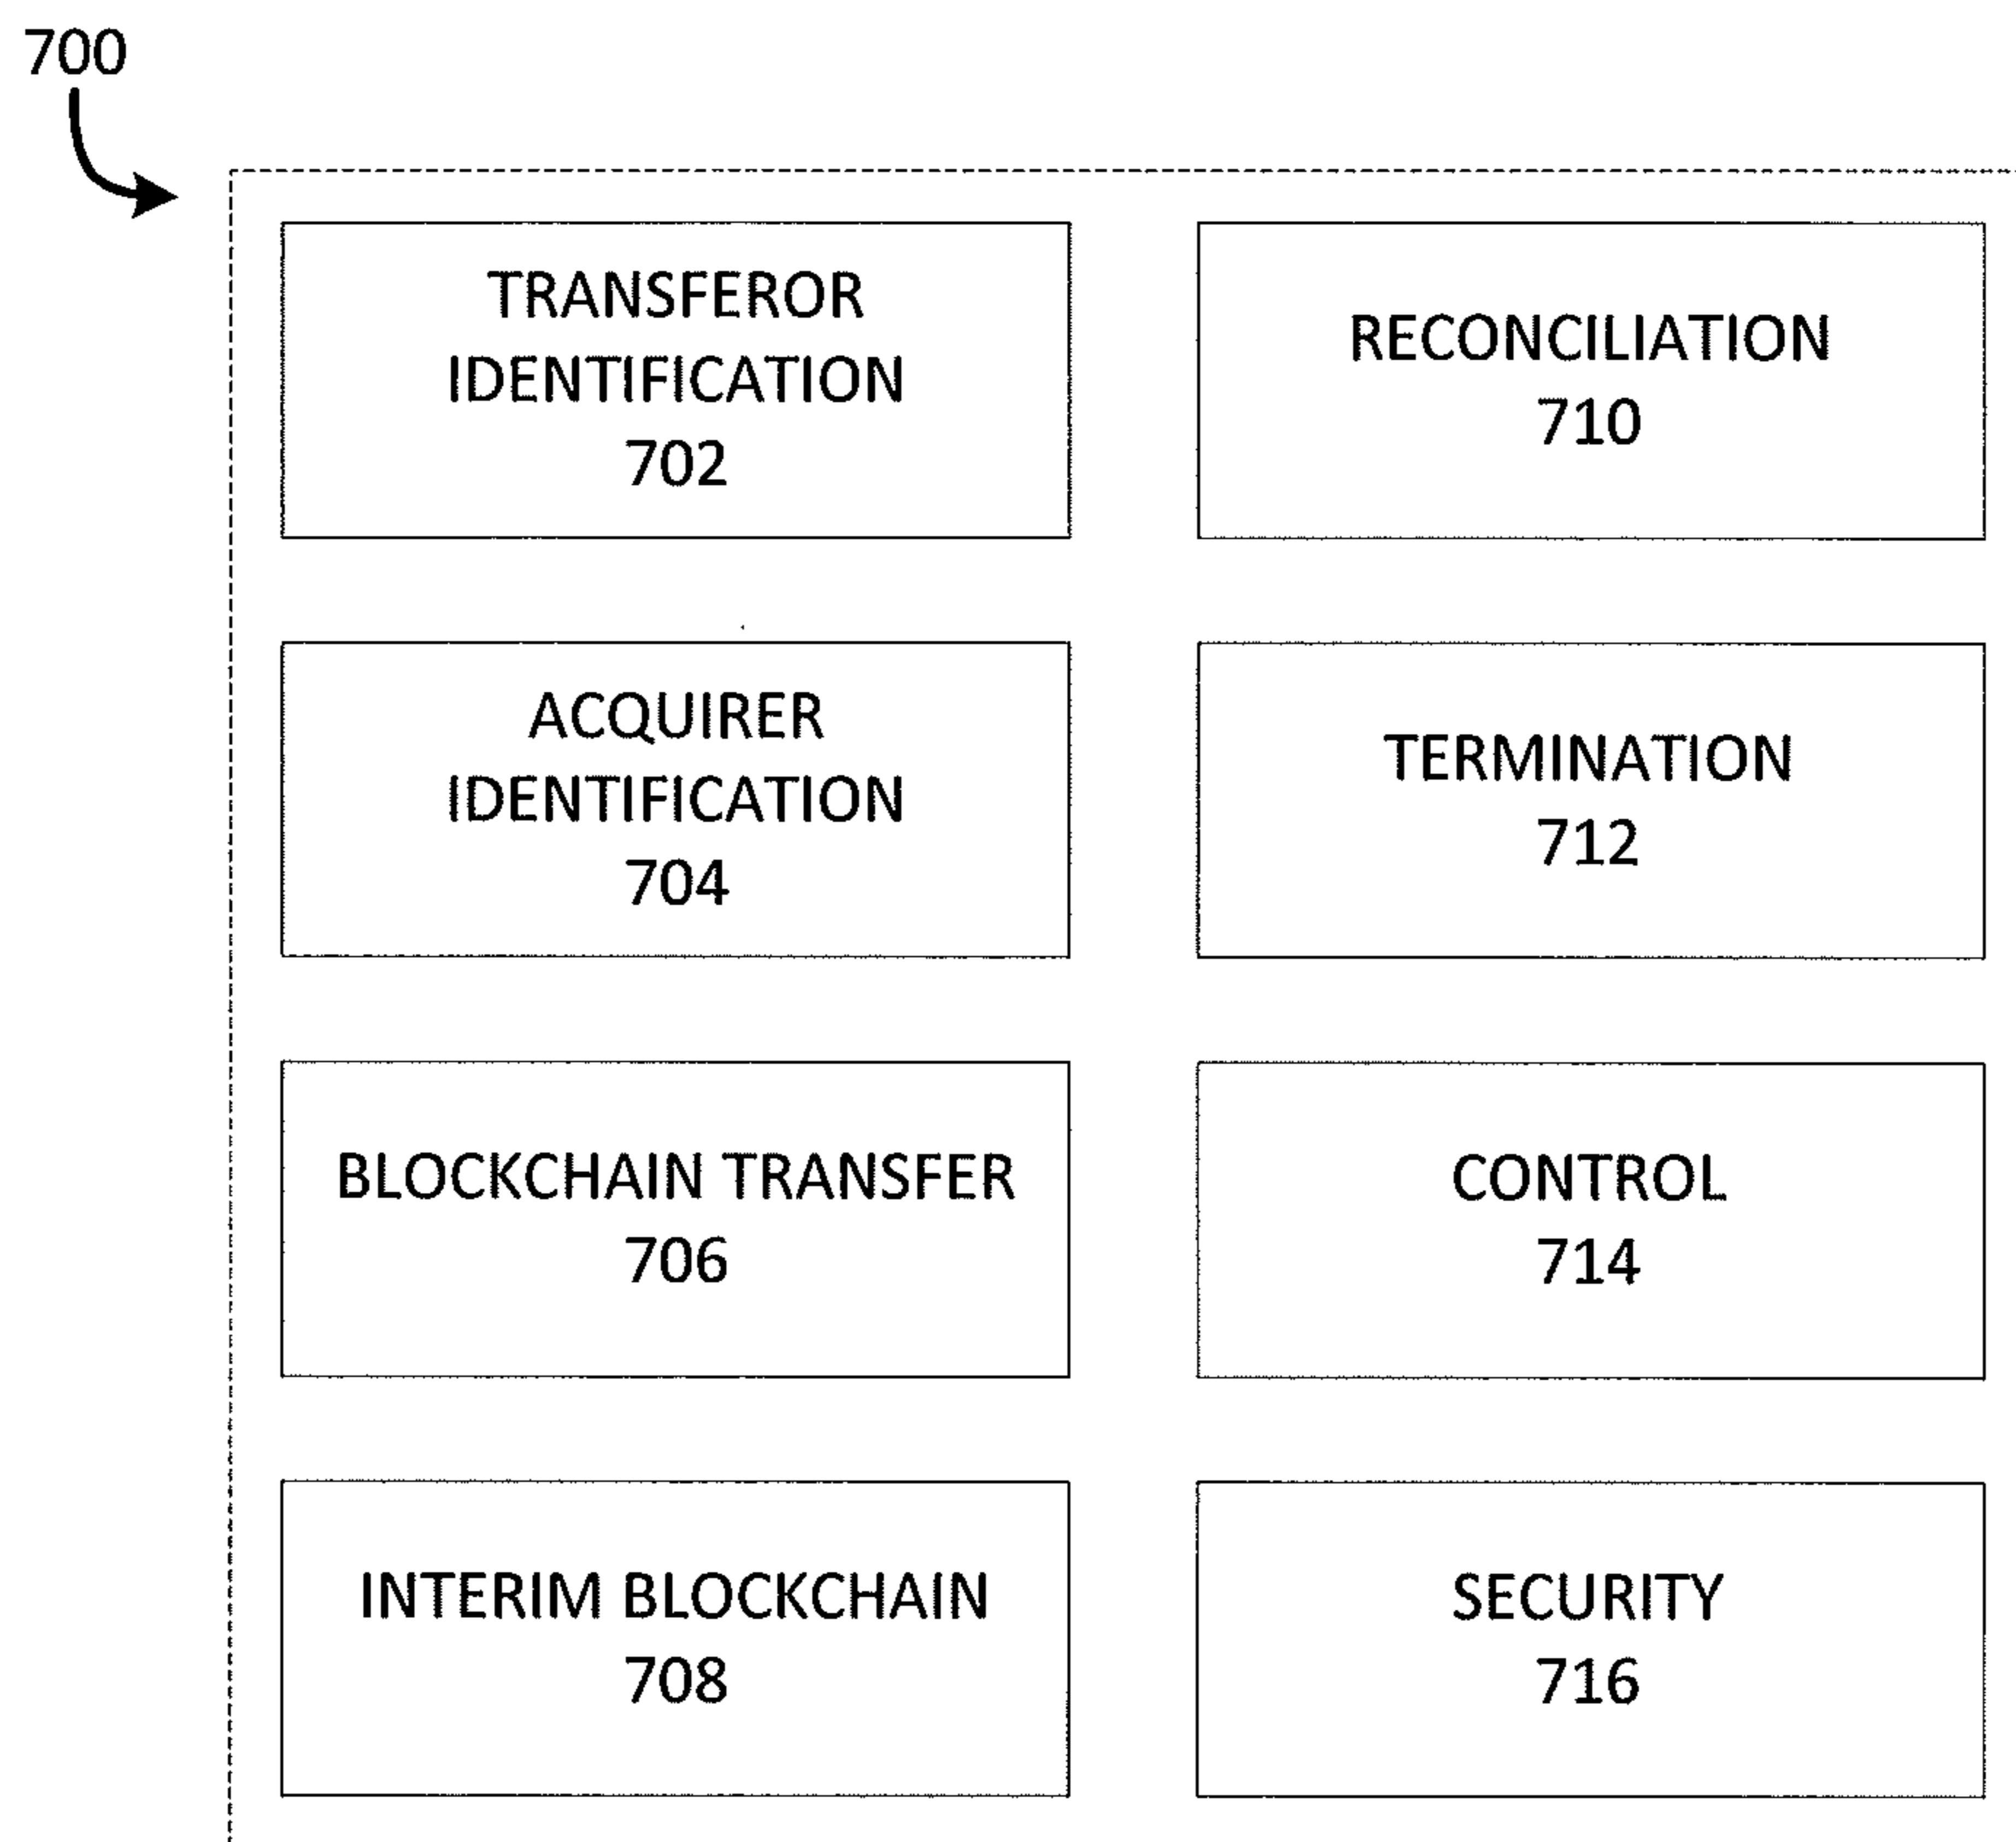 700
TRANSFEROR
IDENTIFICATION
702
RECONCILIATION
710
ACQUIRER
IDENTIFICATION
704
TERMINATION
712
BLOCKCHAIN TRANSFER
706
CONTROL
714
INTERIM BLOCKCHAIN
708
SECURITY
716